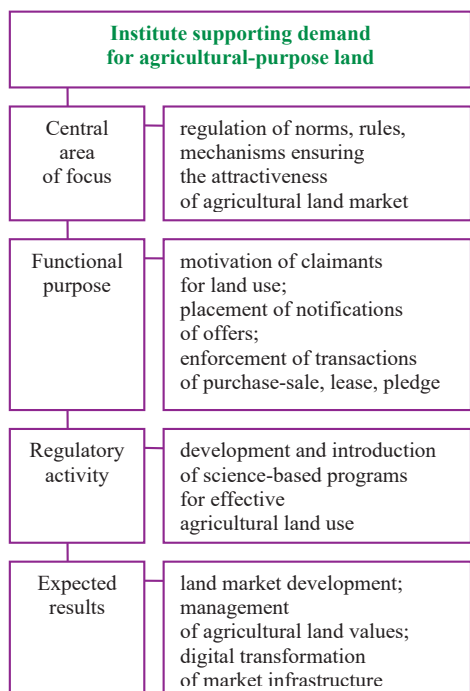 Institute supporting demand
for agricultural-purpose land
Central
area
of focus
regulation of norms, rules,
mechanisms ensuring
the attractiveness
of agricultural land market
Functional
purpose
motivation of claimants
for land use;
placement of notifications
of offers;
enforcement of transactions
of purchase-sale, lease, pledge
Regulatory
activity
development and introduction
of science-based programs
for effective
agricultural land use
Expected
results
land market development;
management
of agricultural land values;
digital transformation
of market infrastructure